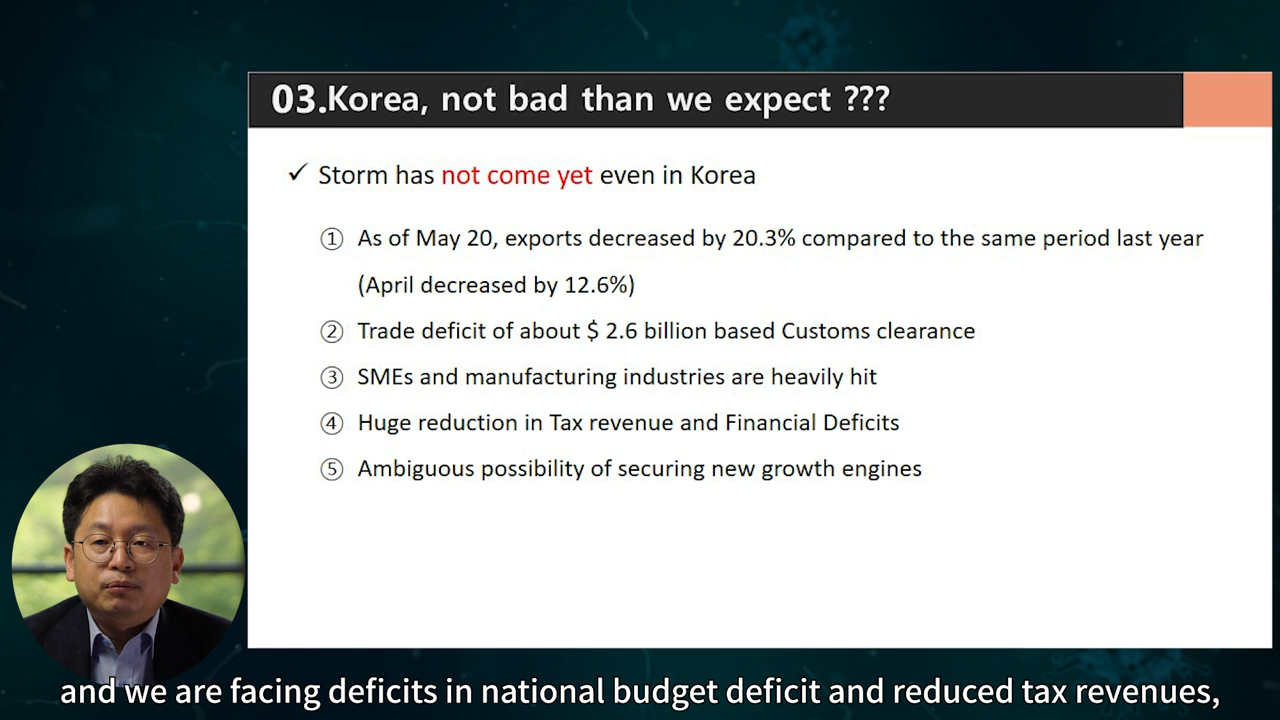 03.Korea, not bad than we expect ???
✓ Storm has not come yet even in Korea
① As of May 20, exports decreased by 20.3% compared to the same period last year
(April decreased by 12.6%)
② Trade deficit of about $ 2.6 billion based Customs clearance
③ SMEs and manufacturing industries are heavily hit
④ Huge reduction in Tax revenue and Financial Deficits
⑤ Ambiguous possibility of securing new growth engines
and we are facing deficits in national budget deficit and reduced tax revenues,